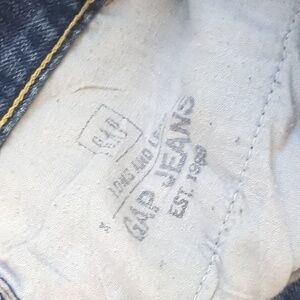 GAP
LONG AND LEAN
GAP JEANS
EST. 1969